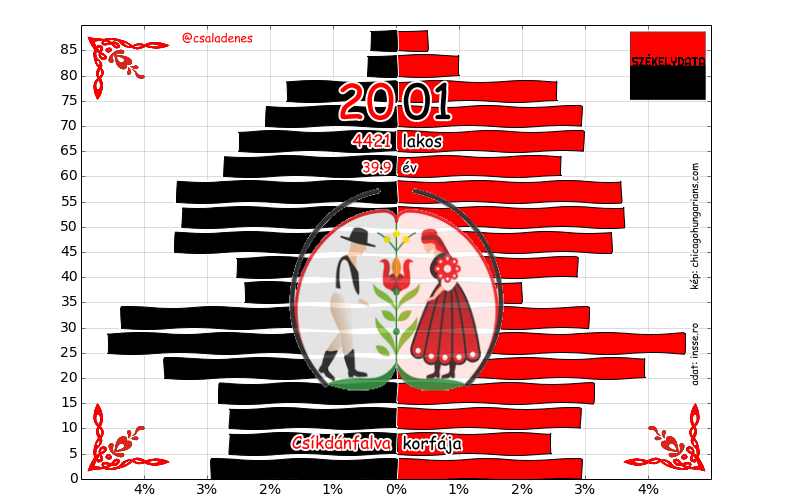 @csaladenes
SZÉKELYDATA
2001
4421 lakos
39.9 év
kép: chicagohungarians.com
adat: insse.ro
Csíkdánfalva korfája
85
80
75
70
65
60
55
50
45
40
35
30
25
20
15
10
5
0
4% 3% 2% 1% 0% 1% 2% 3% 4%